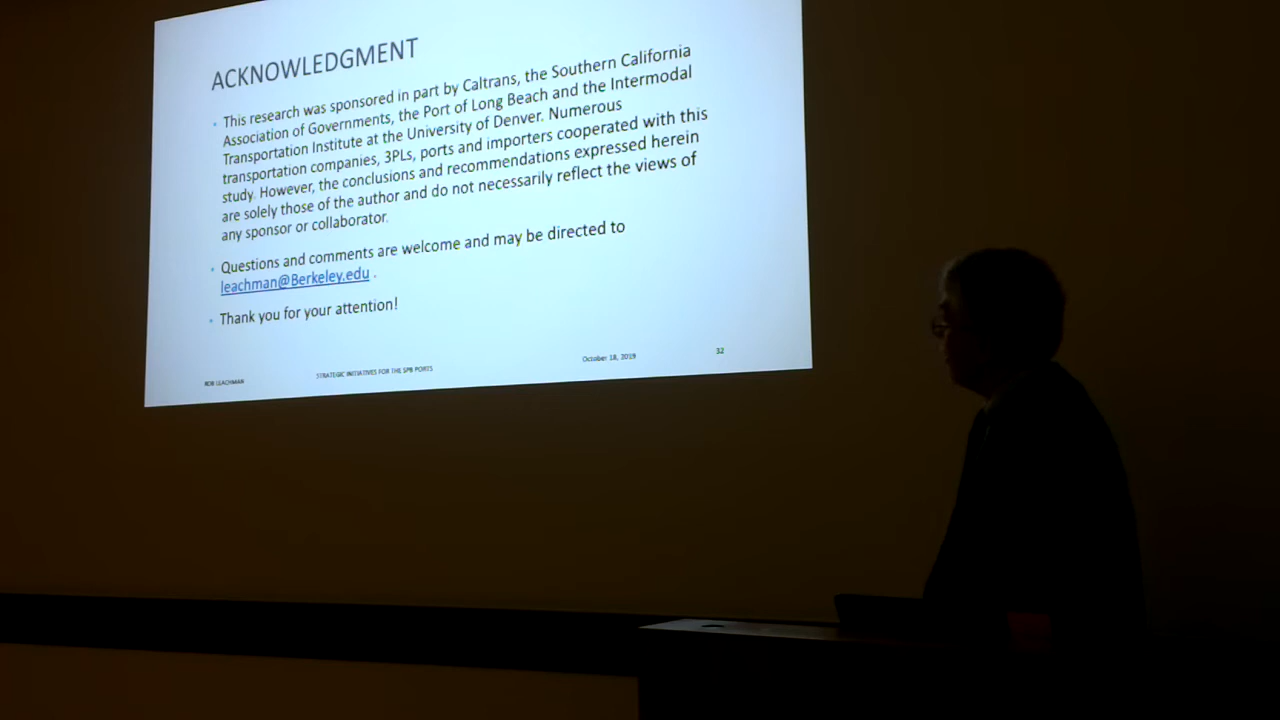 ACKNOWLEDGMENT
This research was sponsored in part by Caltrans, the Southern California
Association of Governments, the Port of Long Beach and the Intermodal
Transportation Institute at the University of Denver. Numerous
transportation companies, 3PLs, ports and importers cooperated with this
study. However, the conclusions and recommendations expressed herein
are solely those of the author and do not necessarily reflect the views of
any sponsor or collaborator.
Questions and comments are welcome and may be directed to
leachman@Berkeley.edu .
Thank you for your attention!
ROB LEACHMAN
STRATEGIC INITIATIVES FOR THE SPB PORTS
October 18, 2019
32